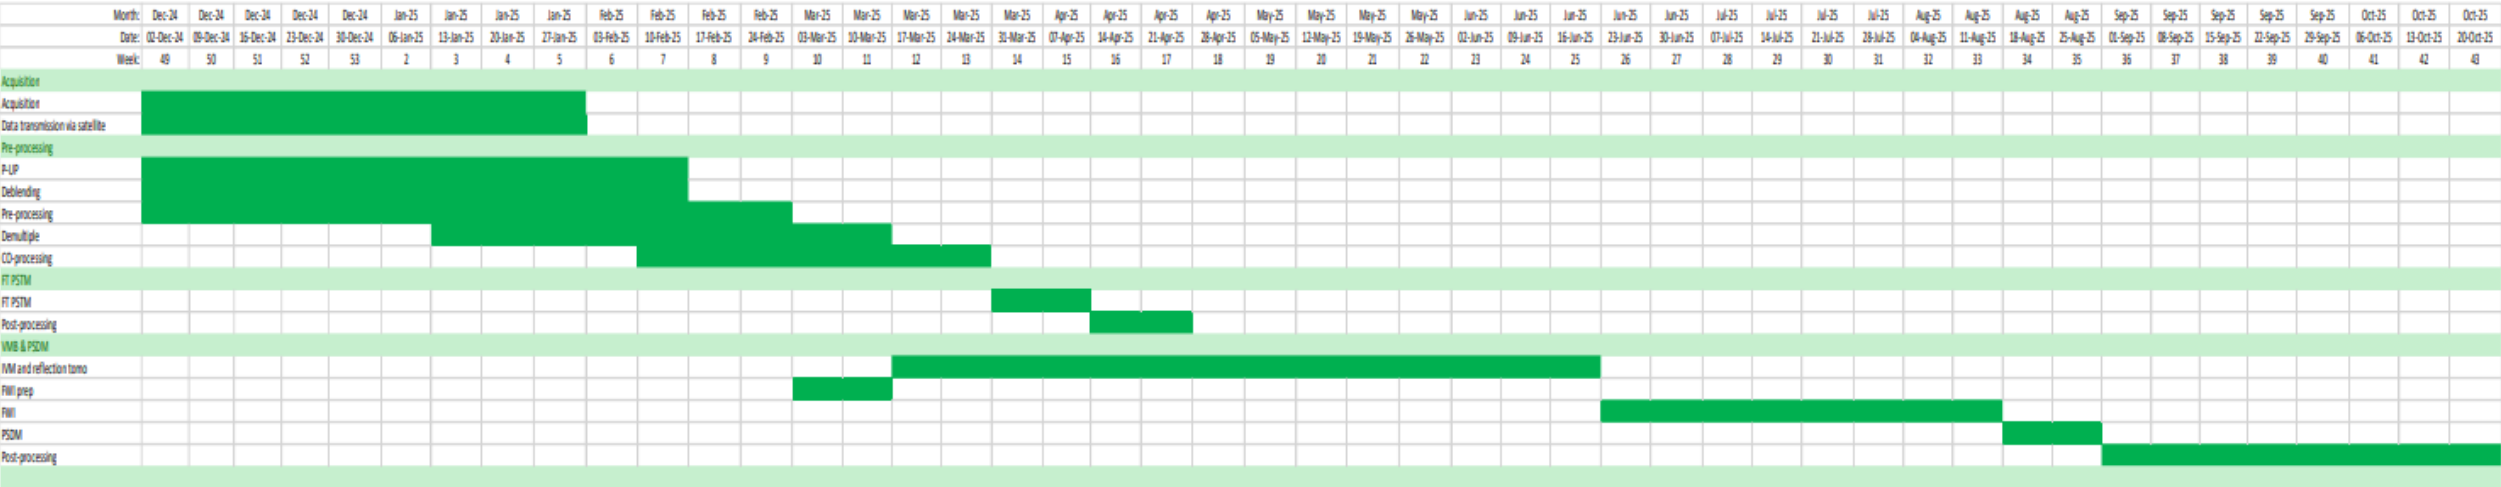 Month: Dec-24 Dec-24 Dec-24 Dec-24 Dec-24 Jan-25 Jan-25 Jan-25 Jan-25 Feb-25 Feb-25 Feb-25 Feb-25 Mar-25 Mar-25 Mar-25 Mar-25 Mar-25 Apr-25 Apr-25 Apr-25 Apr-25 May-25 May-25 May-25 May-25 Jun-25 Jun-25 Jun-25 Jun-25 Jun-25 Jul-25 Jul-25 Jul-25 Jul-25 Aug-25 Aug-25 Aug-25 Aug-25 Sep-25 Sep-25 Sep-25 Sep-25 Sep-25 Oct-25 Oct-25 Oct-25
Date: 02-Dec-24 09-Dec-24 16-Dec-24 23-Dec-24 30-Dec-24 06-Jan-25 13-Jan-25 20-Jan-25 27-Jan-25 03-Feb-25 10-Feb-25 17-Feb-25 24-Feb-25 03-Mar-25 10-Mar-25 17-Mar-25 24-Mar-25 31-Mar-25 07-Apr-25 14-Apr-25 21-Apr-25 28-Apr-25 05-May-25 12-May-25 19-May-25 26-May-25 02-Jun-25 09-Jun-25 16-Jun-25 23-Jun-25 30-Jun-25 07-Jul-25 14-Jul-25 21-Jul-25 28-Jul-25 04-Aug-25 11-Aug-25 18-Aug-25 25-Aug-25 01-Sep-25 08-Sep-25 15-Sep-25 22-Sep-25 29-Sep-25 06-Oct-25 13-Oct-25 20-Oct-25
Week: 49 50 51 52 53 2 3 4 5 6 7 8 9 10 11 12 13 14 15 16 17 18 19 20 21 22 23 24 25 26 27 28 29 30 31 32 33 34 35 36 37 38 39 40 41 42 43
Acquisition
Acquisition
Data transmission via satellite
Pre-processing
P-UP
Deblending
Pre-processing
Demultiple
CO-processing
FT PSTM
FT PSTM
Post-processing
VMB & PSDM
IVM and reflection tomo
FWI prep
FWI
PSDM
Post-processing